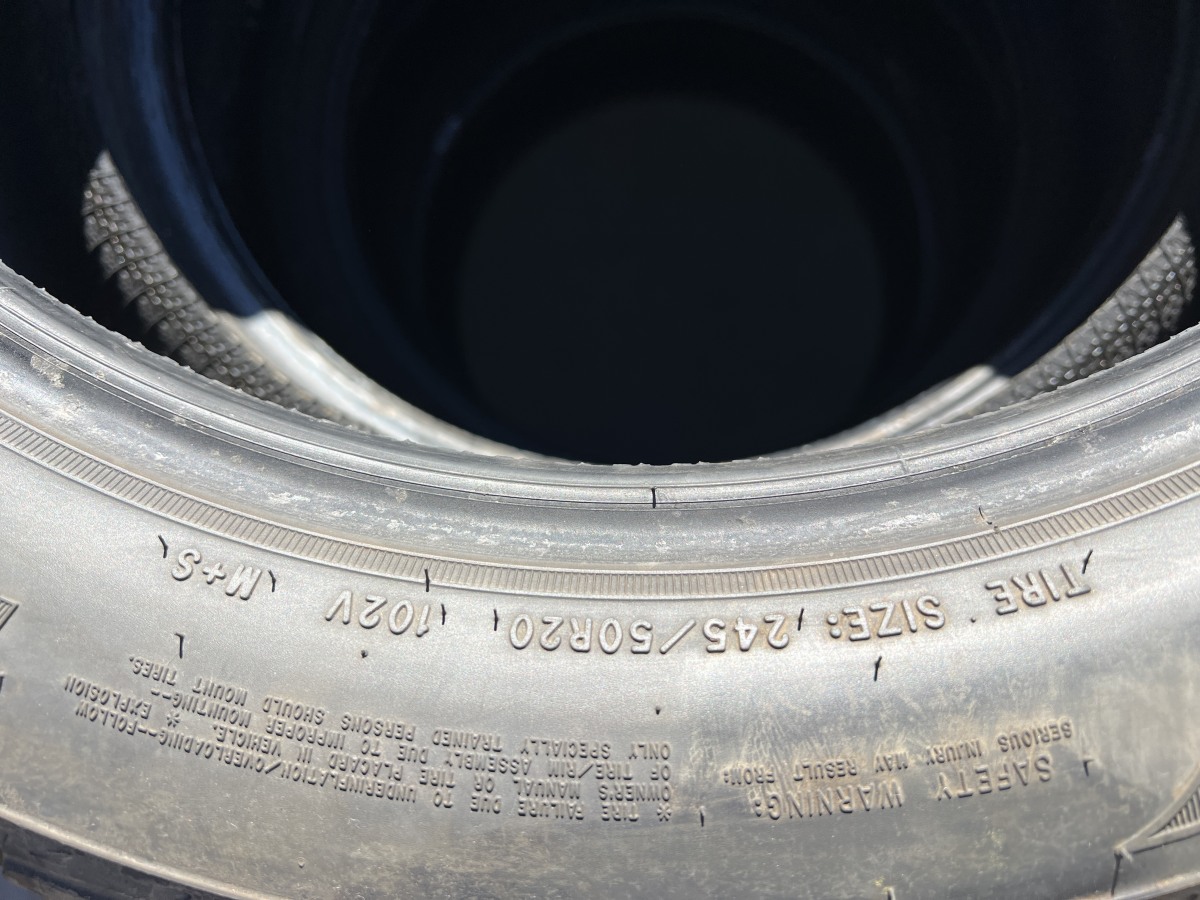 TIRE SIZE: 245/50R20 102V M+S
SAFETY WARNING:
SERIOUS INJURY MAY RESULT FROM:
* TIRE FAILURE DUE TO UNDERINFLATION/OVERLOADING--FOLLOW
OWNER'S MANUAL OR TIRE PLACARD IN VEHICLE. * EXPLOSION
OF TIRE/RIM ASSEMBLY DUE TO IMPROPER MOUNTING--
ONLY SPECIALLY TRAINED PERSONS SHOULD MOUNT TIRES.